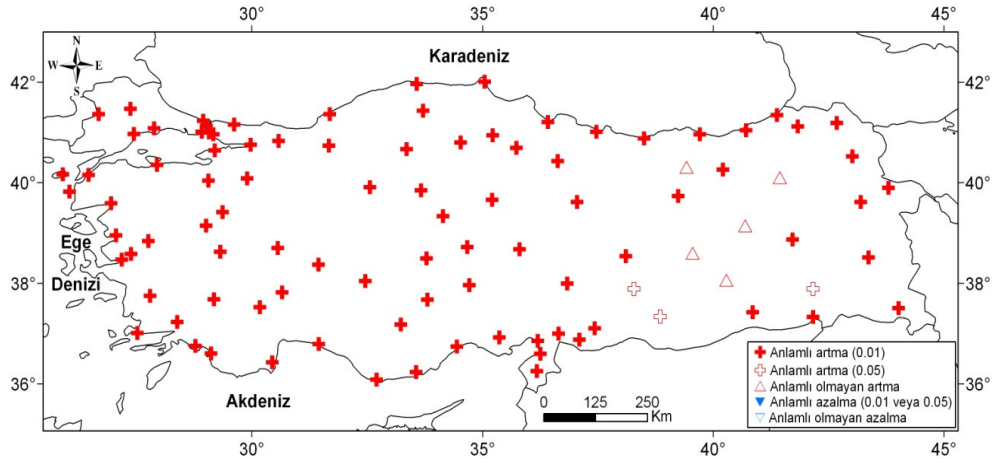 30° 35° 40° 45°
N
W E
S
Karadeniz
42° 42°
40° 40°
Ege
Denizi
38° 38°
36° 36°
Akdeniz
0 125 250
Km
Anlamlı artma (0.01)
Anlamlı artma (0.05)
Anlamlı olmayan artma
Anlamlı azalma (0.01 veya 0.05)
Anlamlı olmayan azalma
30° 35° 40° 45°